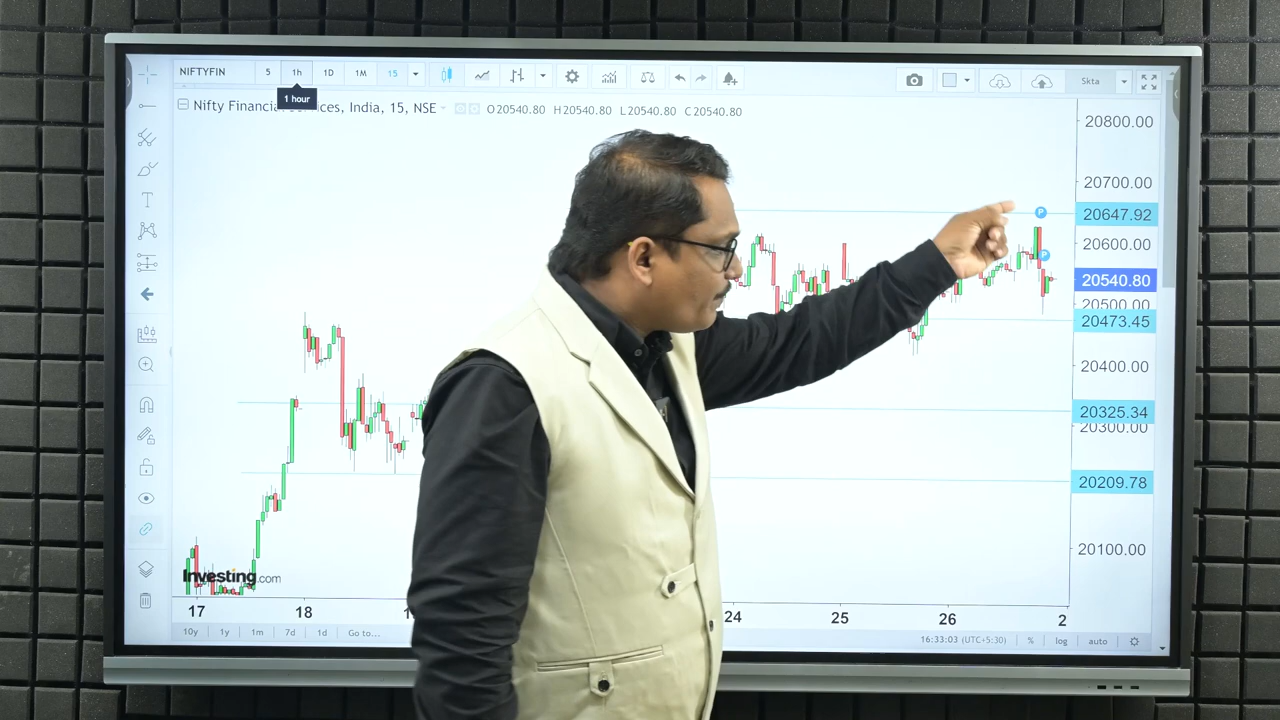 NIFTYFIN 5 1h 1D 1M 15 5kta
1 hour
Nifty Financial Services, India, 15, NSE O20540.80 H20540.80 L20540.80 C20540.80
20800.00
20700.00
20647.92
P
20600.00
P
20540.80
20500.00
20473.45
20400.00
20325.34
20300.00
20209.78
20100.00
Investing.com
17 18 24 25 26 2
10y 1y 1m 7d 1d Go to... 16:33:03 (UTC+5:30) % log auto